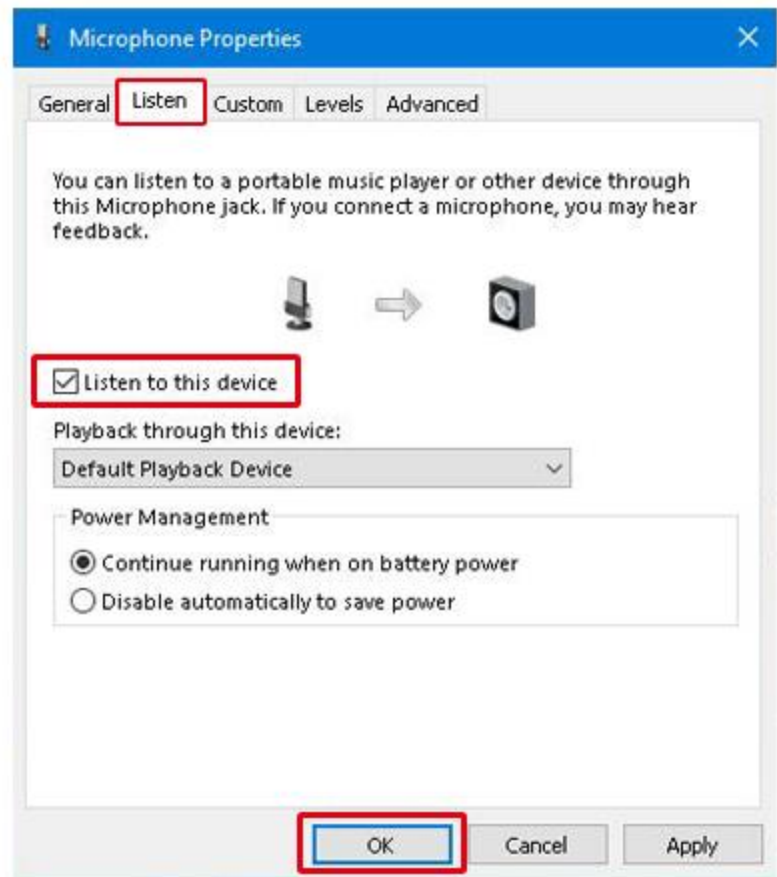 Microphone Properties
General Listen Custom Levels Advanced
You can listen to a portable music player or other device through
this Microphone jack. If you connect a microphone, you may hear
feedback.
Listen to this device
Playback through this device:
Default Playback Device
Power Management
Continue running when on battery power
Disable automatically to save power
OK Cancel Apply